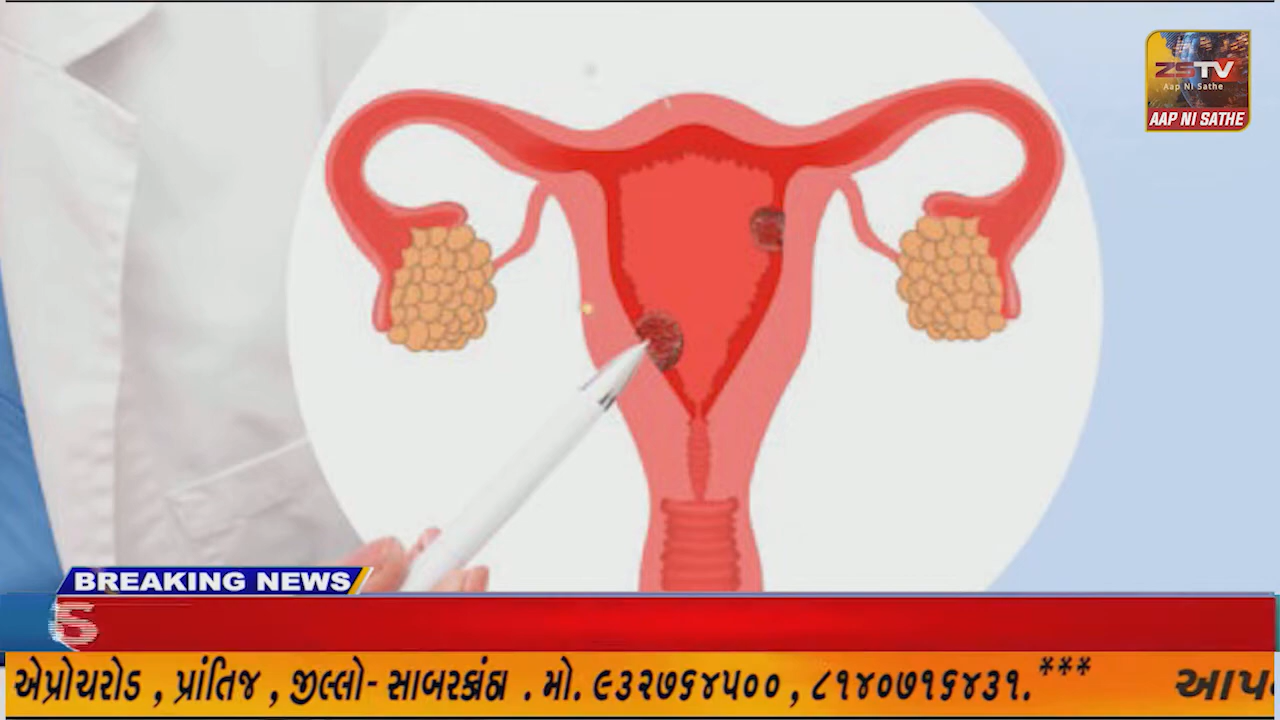 ZSTV
Aap Ni Sathe
AAP NI SATHE
BREAKING NEWS
એપ્રોચરોડ , પ્રાંતિજ , જીલ્લો- સાબરકાંઠા . મો. ૯૩૨૭૬૪૫૦૦ , ૮૧૪૦૭૧૬૪૩૧.***